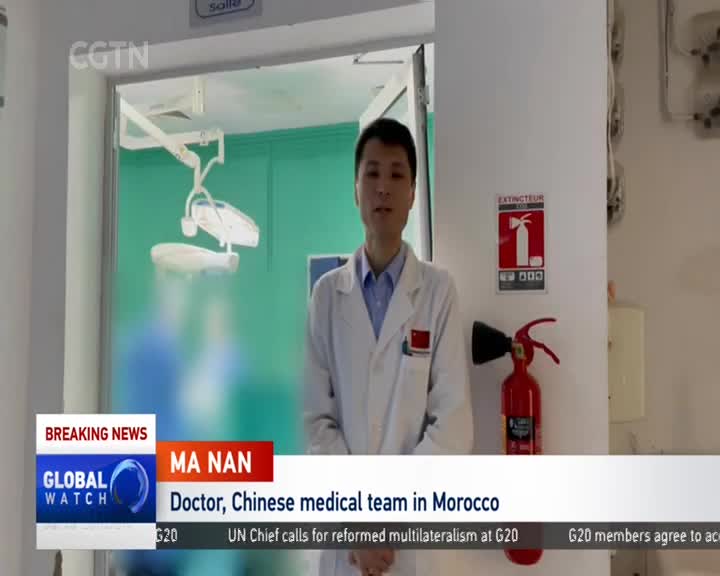 salle
CGTN
EXTINCTEUR
BREAKING NEWS
MA NAN
GLOBAL
WATCH
Doctor, Chinese medical team in Morocco
G20 UN Chief calls for reformed multilateralism at G20 G20 members agree to acc